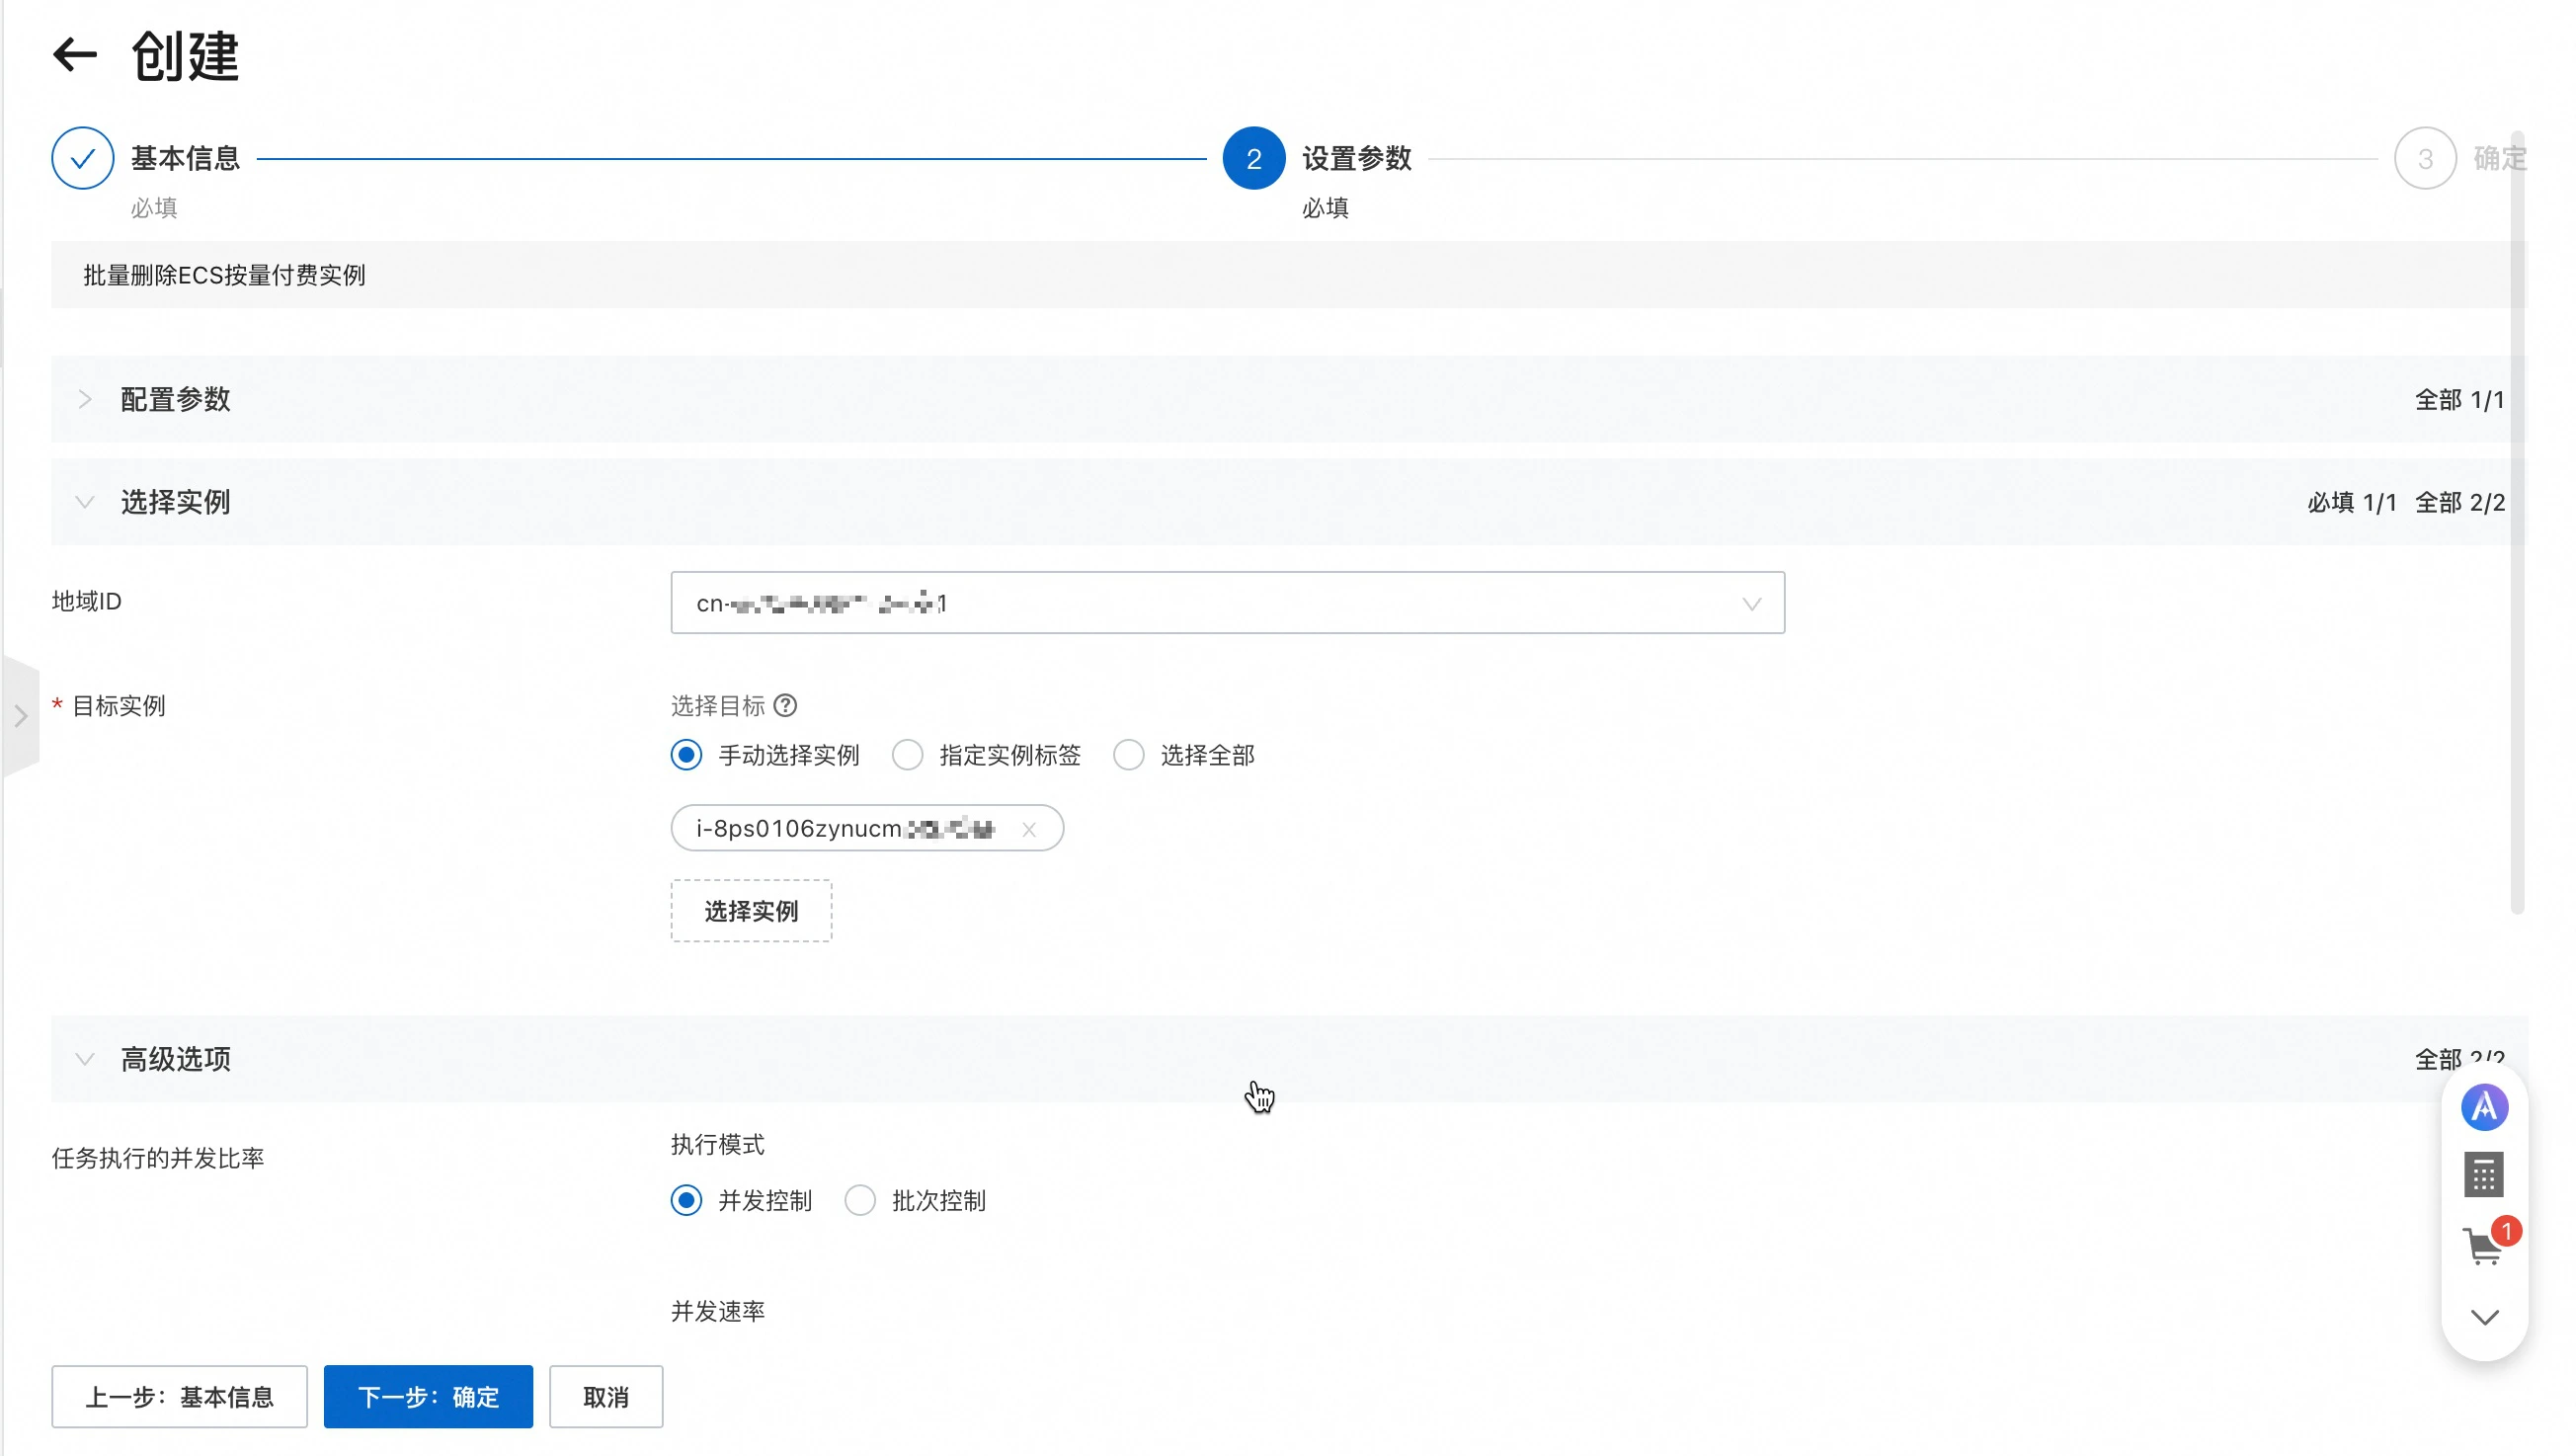 创建
基本信息
必填
2 设置参数
必填
3 确定
批量删除ECS按量付费实例
配置参数 全部 1/1
选择实例 必填 1/1 全部 2/2
地域ID cn- 1
* 目标实例 选择目标 ?
手动选择实例 指定实例标签 选择全部
i-8ps0106zynucm
选择实例
高级选项 全部 2/2
任务执行的并发比率 执行模式
并发控制 批次控制
1
并发速率
上一步：基本信息 下一步：确定 取消